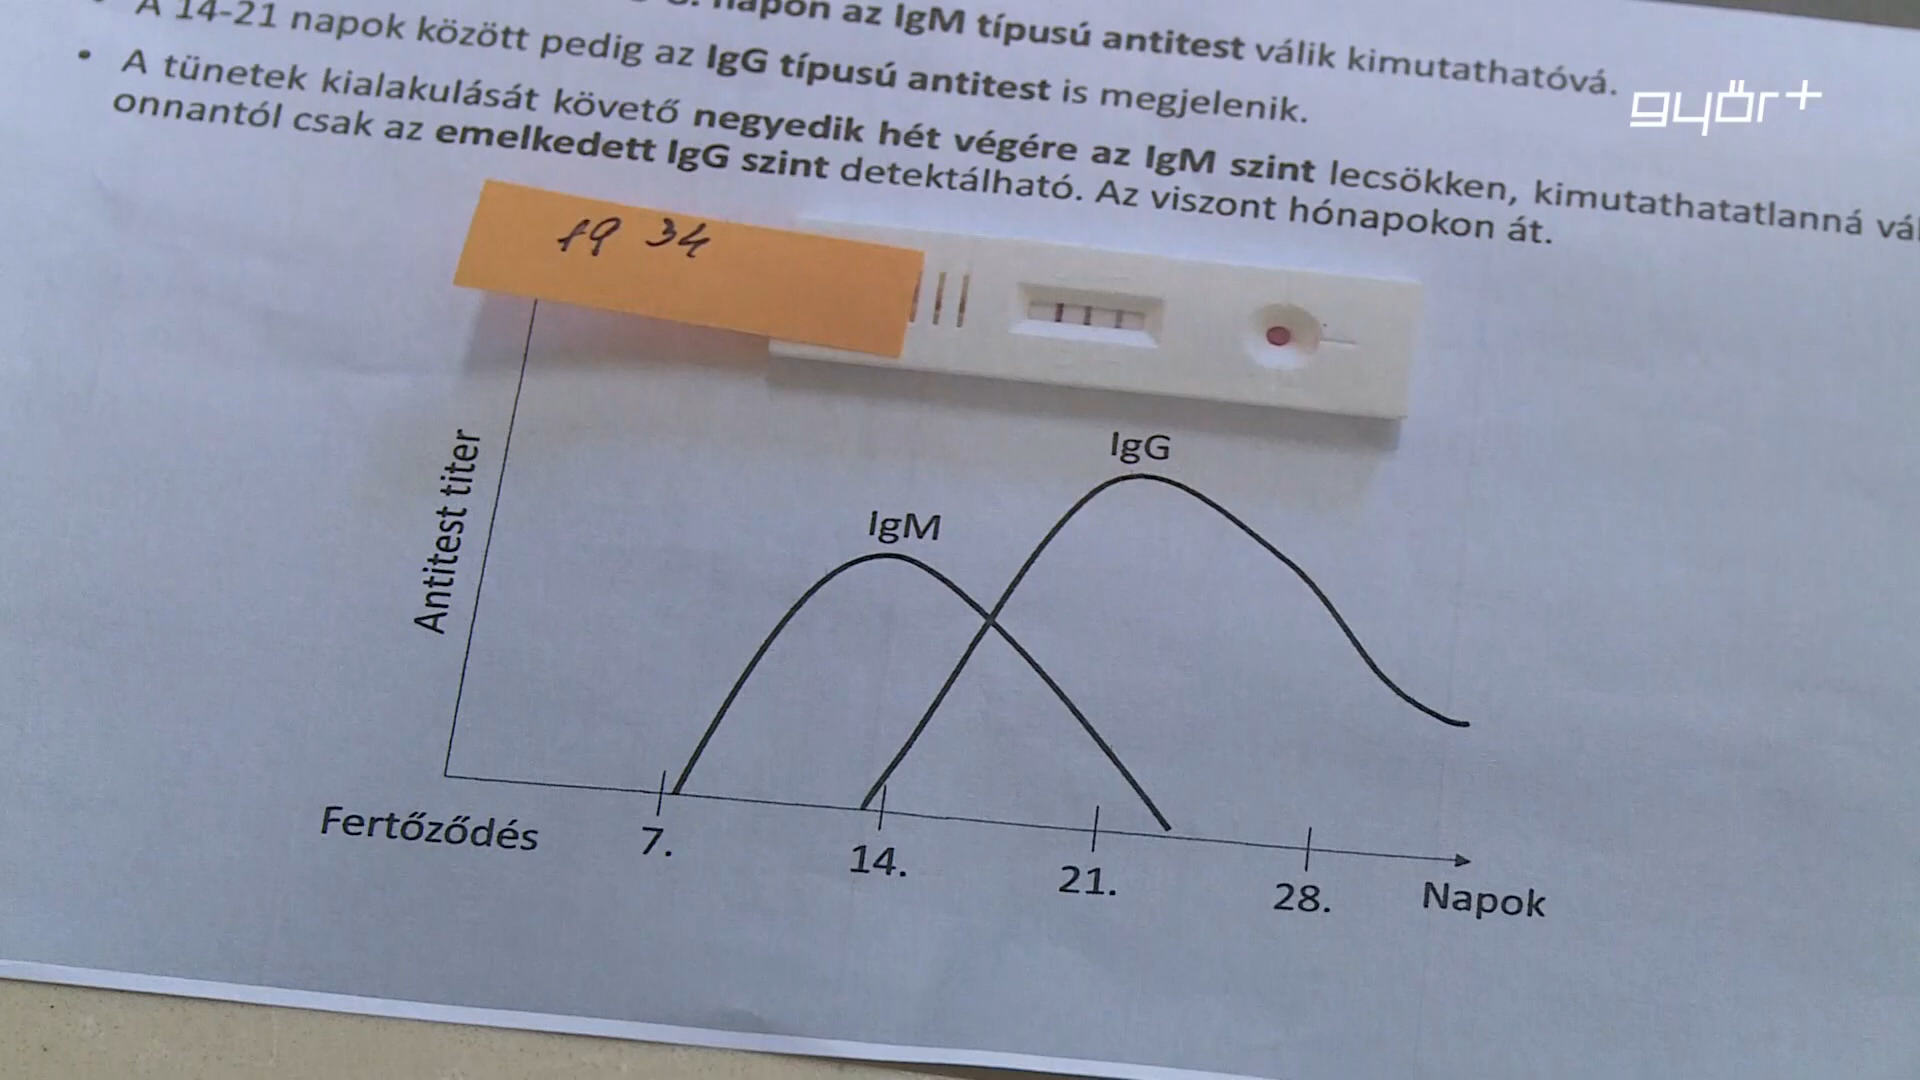 napon az IgM típusú antitest válik kimutathatóvá.
A 14-21 napok között pedig az IgG típusú antitest is megjelenik.
• A tünetek kialakulását követő negyedik hét végére az IgM szint lecsökken, kimutathatatlanná
onnantól csak az emelkedett IgG szint detektálható. Az viszont hónapokon át.
győr+
19 34
IgG
IgM
Antitest titer
Fertőződés
7.
14.
21.
28.
Napok